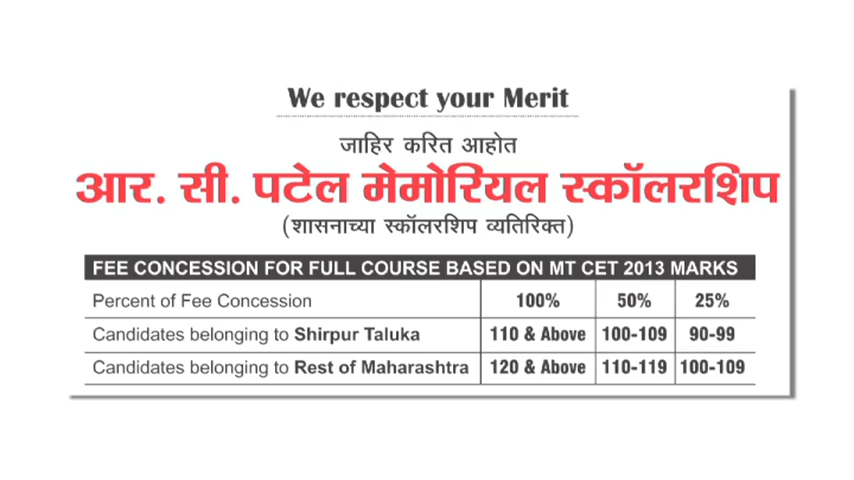 We respect your Merit
जाहिर करित आहोत
आर. सी. पटेल मेमोरियल स्कॉलरशिप
(शासनाच्या स्कॉलरशिप व्यतिरिक्त)
FEE CONCESSION FOR FULL COURSE BASED ON MT CET 2013 MARKS
Percent of Fee Concession 100% 50% 25%
Candidates belonging to Shirpur Taluka 110 & Above 100-109 90-99
Candidates belonging to Rest of Maharashtra 120 & Above 110-119 100-109